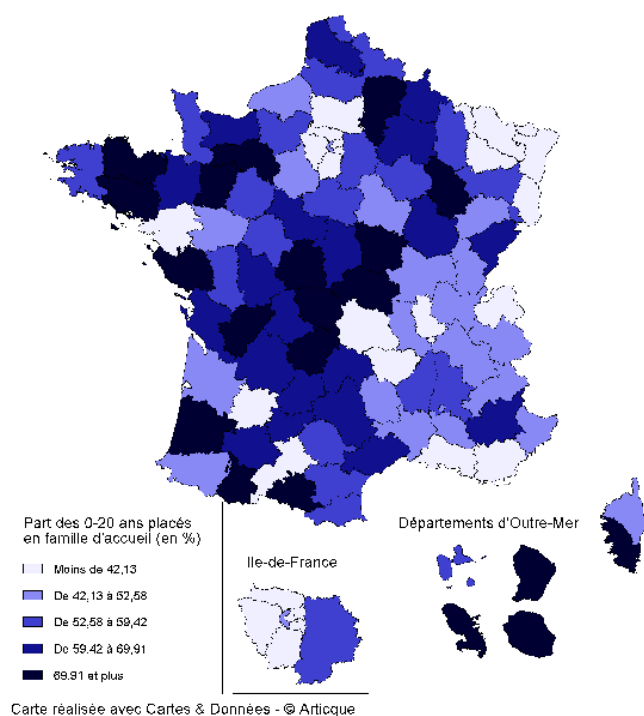 Part des 0-20 ans placés
en famille d'accueil (en %)
Moins de 42,13
De 42,13 à 52,58
De 52,58 à 59,42
De 59,42 à 69,91
69,91 et plus
Ile-de-France
Départements d'Outre-Mer
Carte réalisée avec Cartes & Données - © Articque